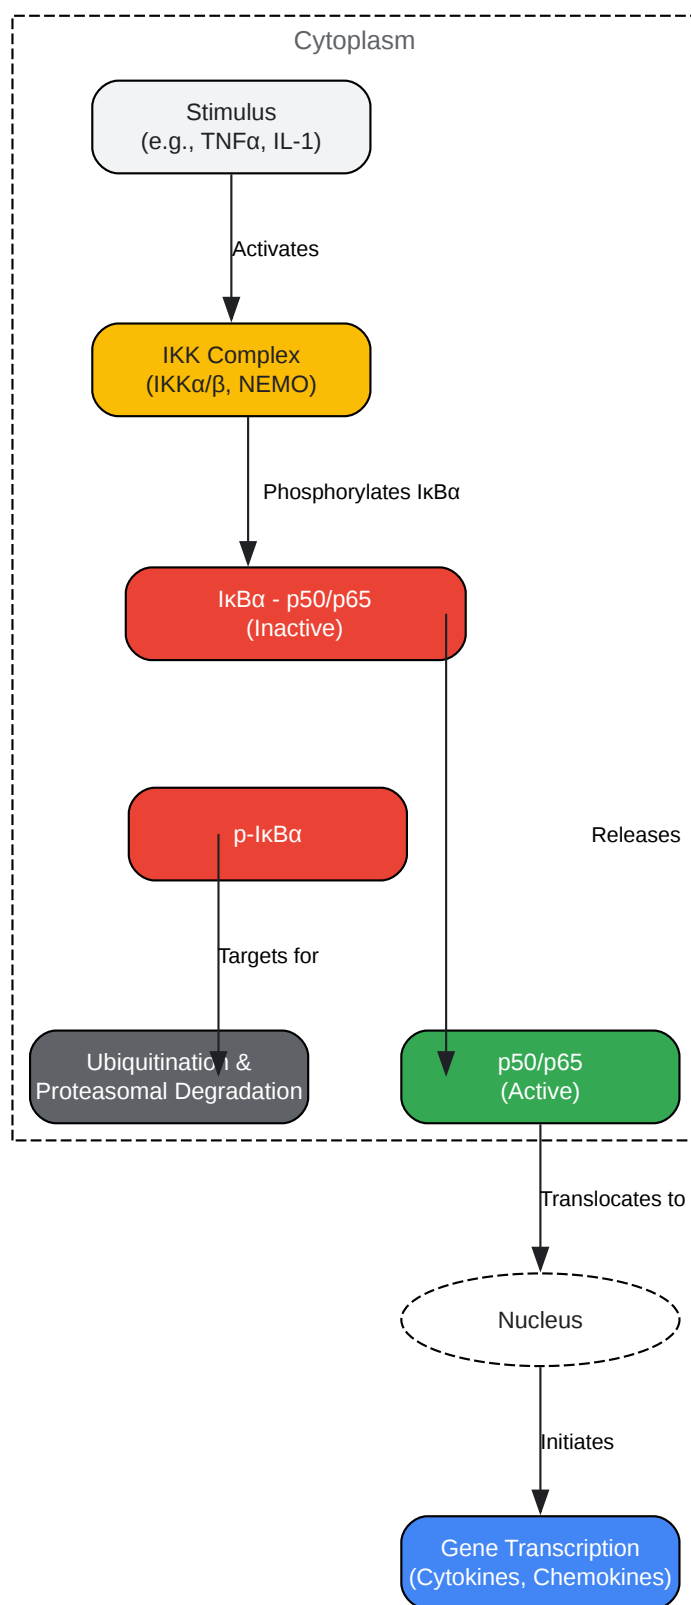 Cytoplasm
Stimulus
(e.g., TNFα, IL-1)
Activates
IKK Complex
(IKKα/β, NEMO)
Phosphorylates IκBα
IκBα - p50/p65
(Inactive)
p-IκBα
Releases
Targets for
Ubiquitination &
Proteasomal Degradation
p50/p65
(Active)
Translocates to
Nucleus
Initiates
Gene Transcription
(Cytokines, Chemokines)